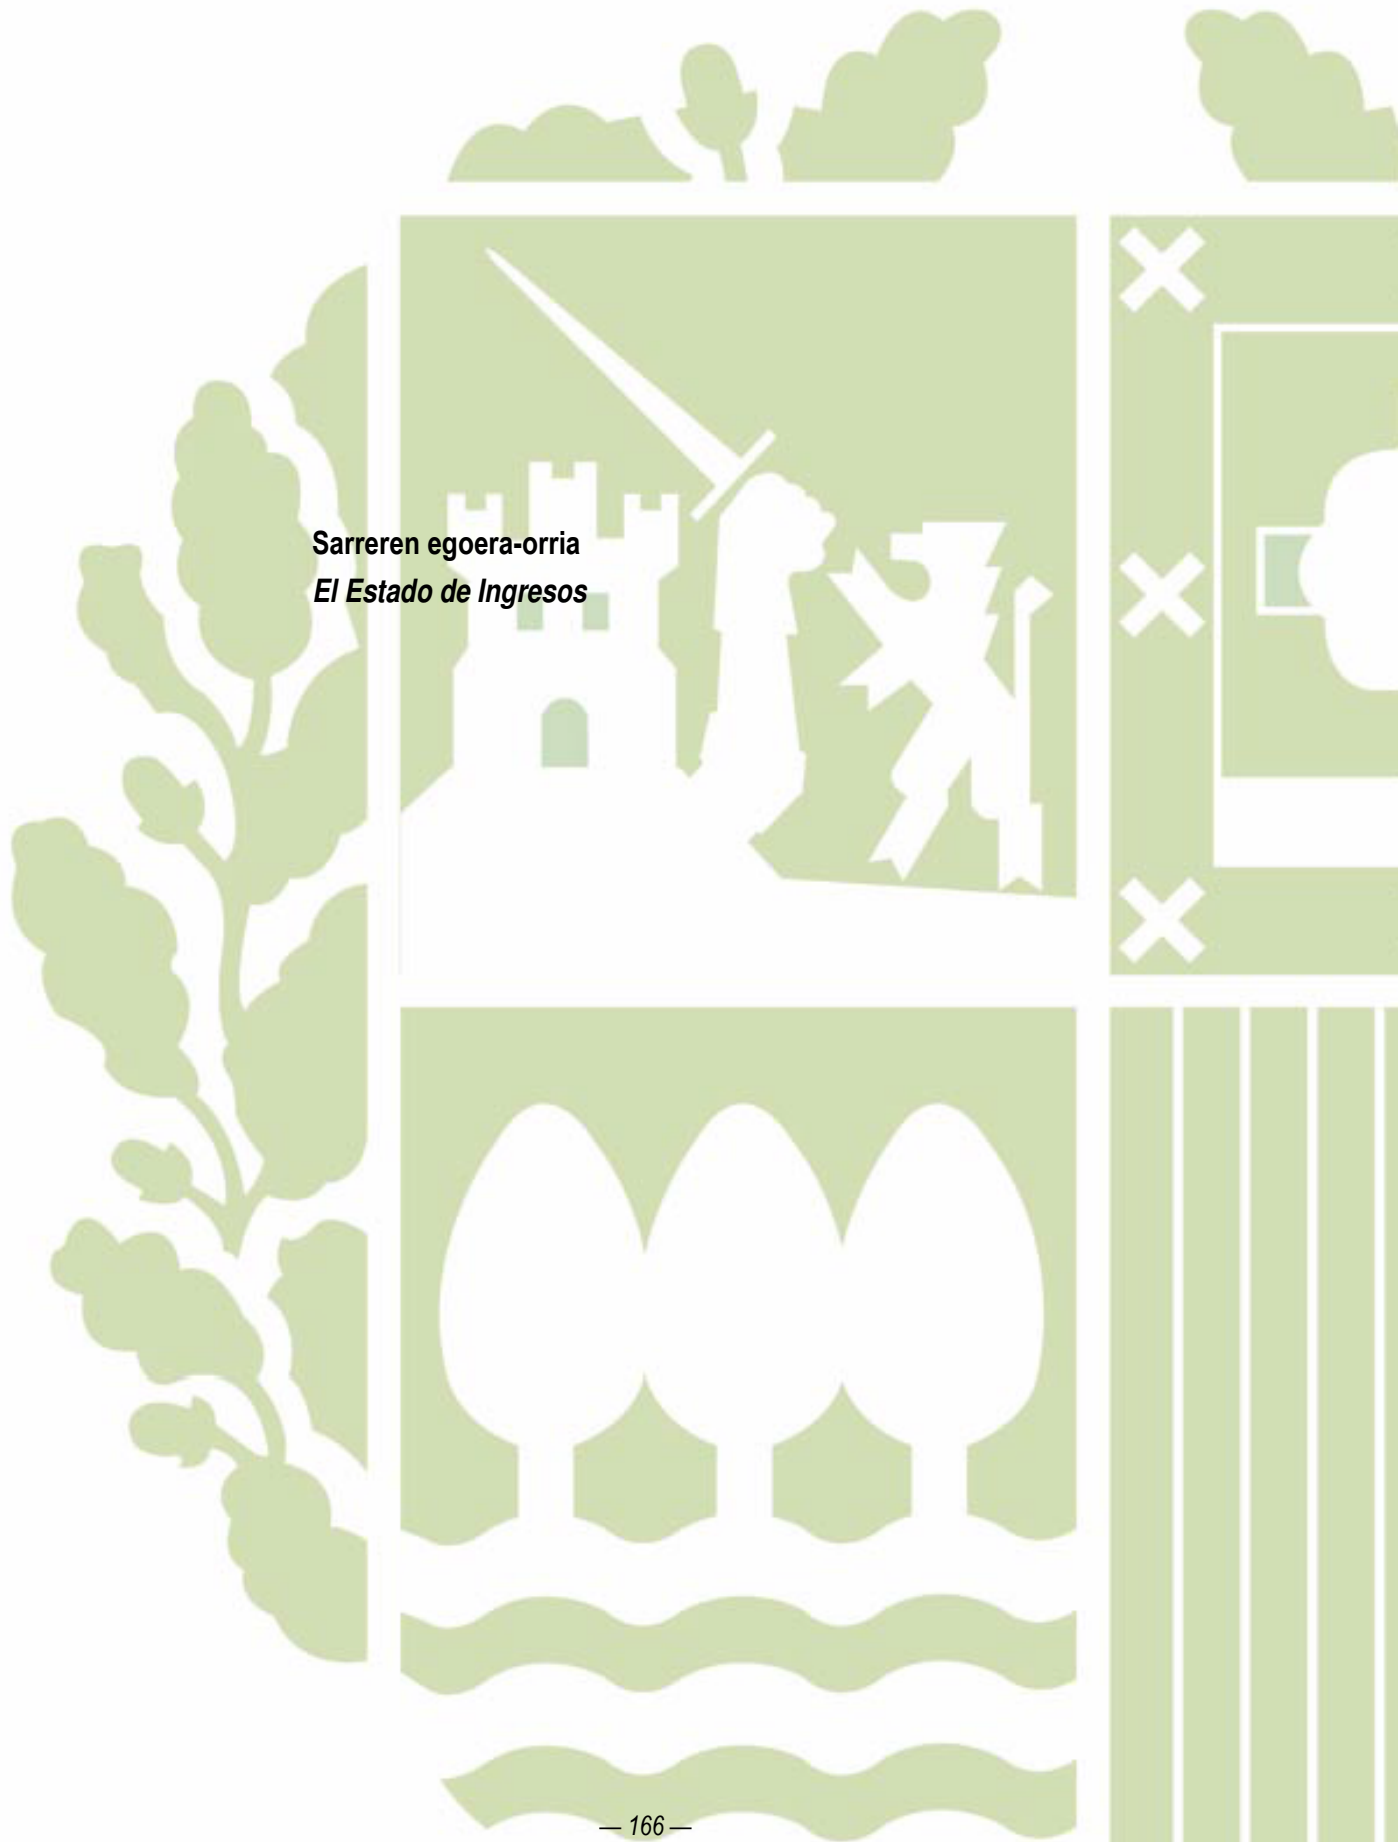 Sarreren egoera-orria
El Estado de Ingresos
— 166 —